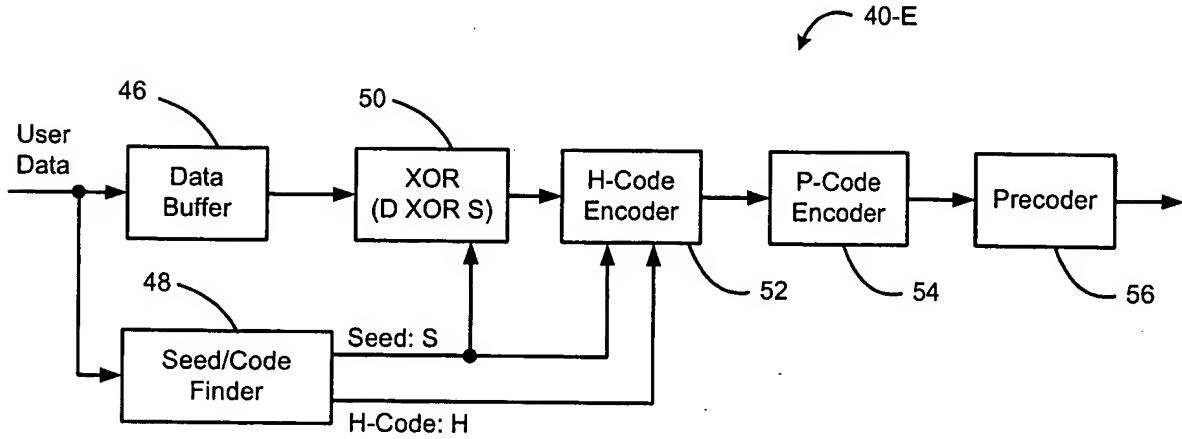 40-E
46
50
User
Data
Data
Buffer
XOR
(D XOR S)
H-Code
Encoder
P-Code
Encoder
Precoder
48
52
54
56
Seed/Code
Finder
Seed: S
H-Code: H